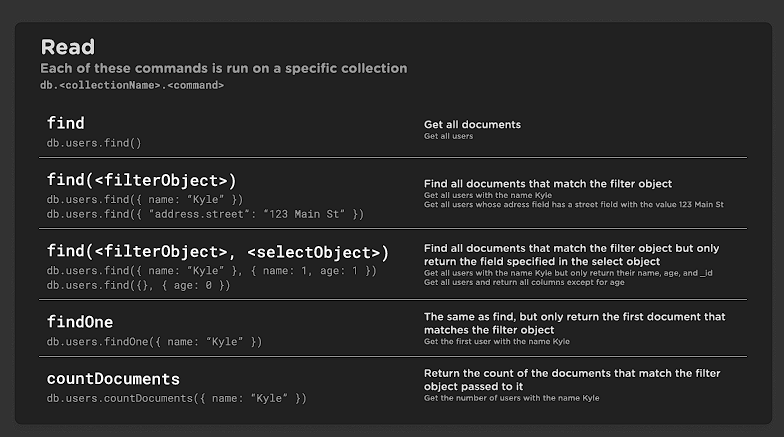 Read
Each of these commands is run on a specific collection
db.<collectionName>.<command>
find
db.users.find()
Get all documents
Get all users
find(<filterObject>)
db.users.find({ name: “Kyle” })
db.users.find({ “address.street”: “123 Main St” })
Find all documents that match the filter object
Get all users with the name Kyle
Get all users whose adress field has a street field with the value 123 Main St
find(<filterObject>, <selectObject>)
db.users.find({ name: “Kyle” }, { name: 1, age: 1 })
db.users.find({}, { age: 0 })
Find all documents that match the filter object but only
return the field specified in the select object
Get all users with the name Kyle but only return their name, age, and _id
Get all users and return all columns except for age
findOne
db.users.findOne({ name: “Kyle” })
The same as find, but only return the first document that
matches the filter object
Get the first user with the name Kyle
countDocuments
db.users.countDocuments({ name: “Kyle” })
Return the count of the documents that match the filter
object passed to it
Get the number of users with the name Kyle